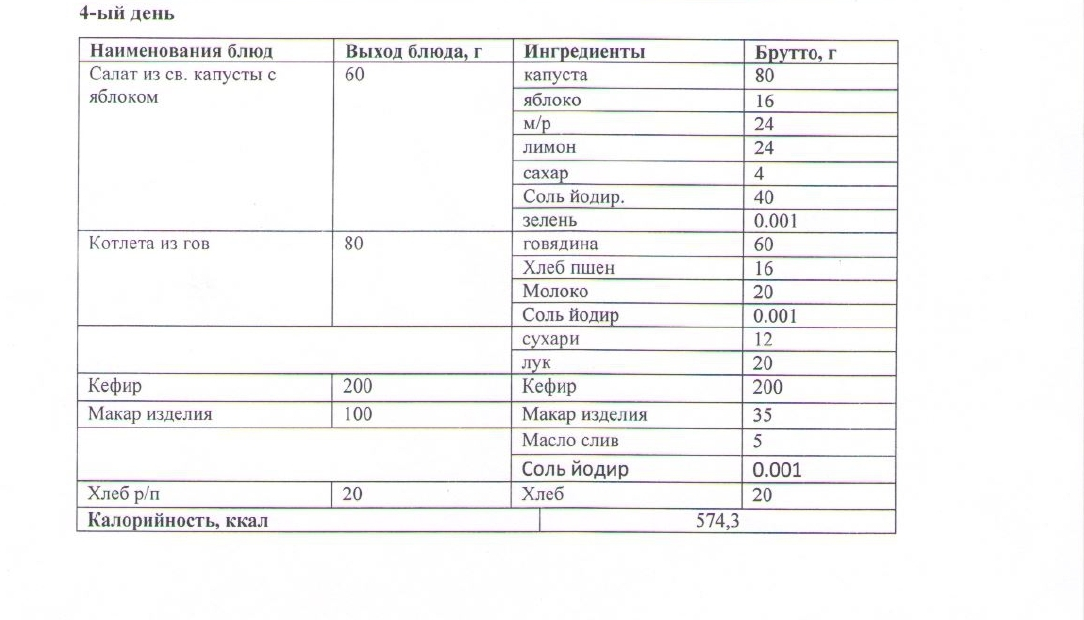 4-ый день
Наименования блюд Выход блюда, г Ингредиенты Брутто, г
Салат из св. капусты с 60 капуста 80
яблоком яблоко 16
м/р 24
лимон 24
сахар 4
Соль йодир. 40
зелень 0.001
Котлета из гов 80 говядина 60
Хлеб пшен 16
Молоко 20
Соль йодир 0.001
сухари 12
лук 20
Кефир 200 Кефир 200
Макар изделия 100 Макар изделия 35
Масло слив 5
Соль йодир 0.001
Хлеб р/п 20 Хлеб 20
Калорийность, ккал 574,3